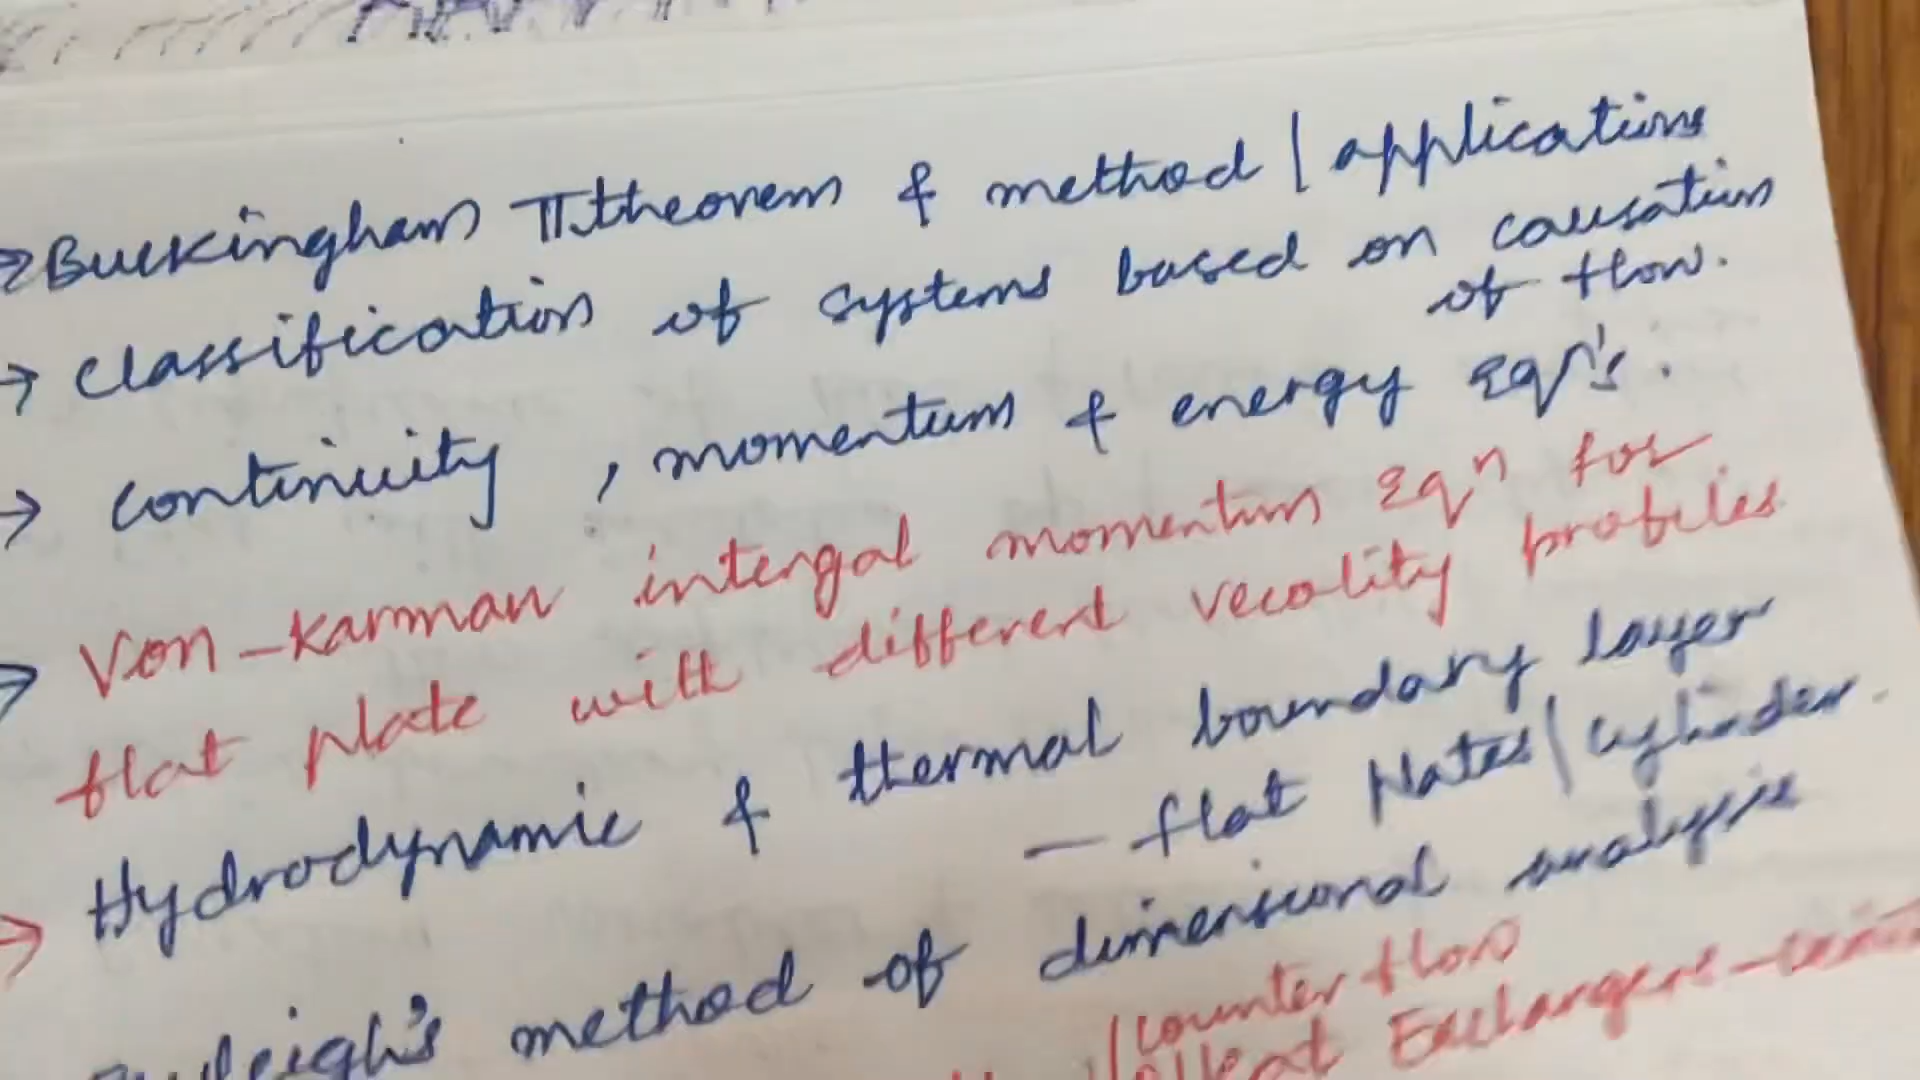 → Buckingham π theorem & method / applications
→ classification of systems based on causation
of flow.
→ continuity, momentum & energy Eqn's.
→ Von-karman intergal momentum Eqn for
flat plate with different vecolity profiles
→ Hydrodynamic & thermal boundary layer
– flat plates / cylinder.
method of dimensional analysis
/ counter flow
Heat Exchangers –